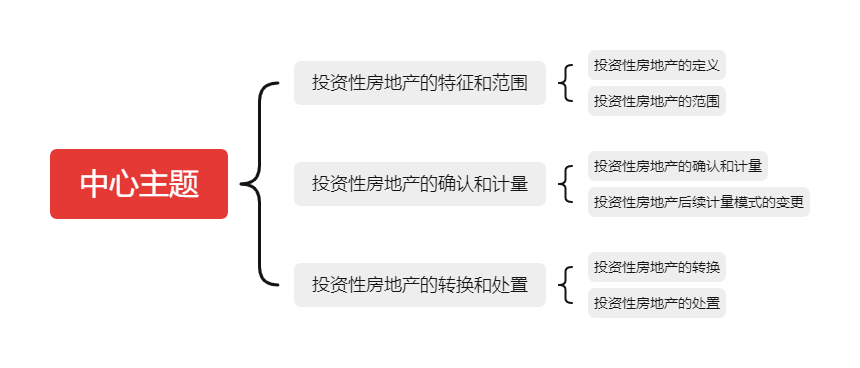 中心主题
投资性房地产的特征和范围
投资性房地产的定义
投资性房地产的范围
投资性房地产的确认和计量
投资性房地产的确认和计量
投资性房地产后续计量模式的变更
投资性房地产的转换和处置
投资性房地产的转换
投资性房地产的处置